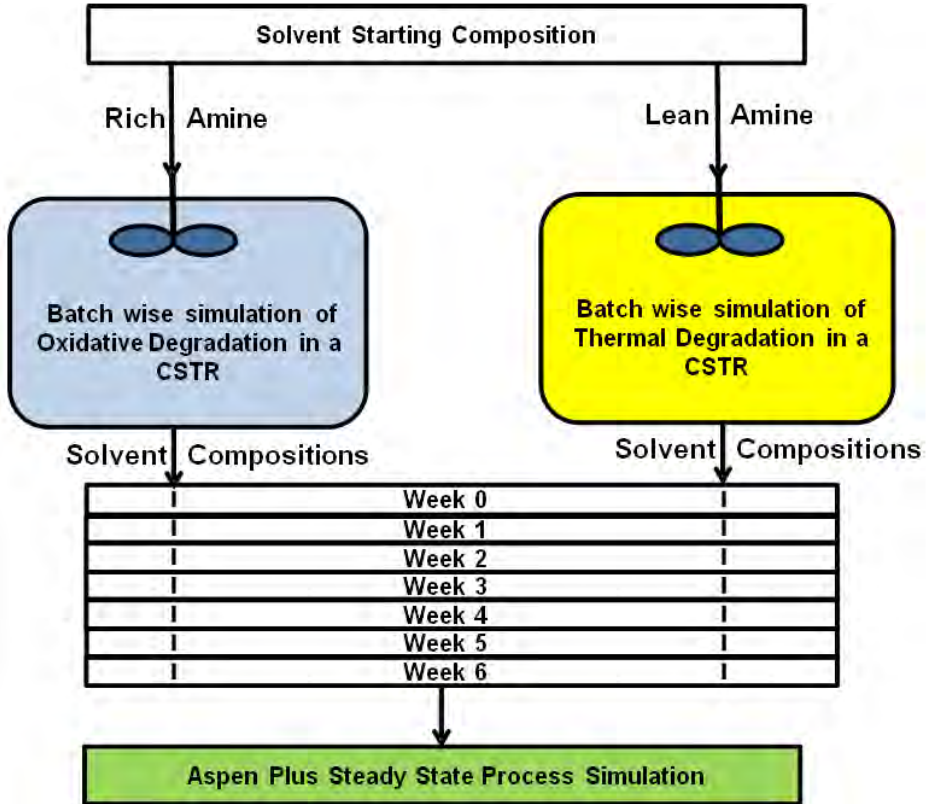 Solvent Starting Composition
Rich Amine
Lean Amine
Batch wise simulation of
Oxidative Degradation in a
CSTR
Batch wise simulation of
Thermal Degradation in a
CSTR
Solvent Compositions
Solvent Compositions
Week 0
Week 1
Week 2
Week 3
Week 4
Week 5
Week 6
Aspen Plus Steady State Process Simulation